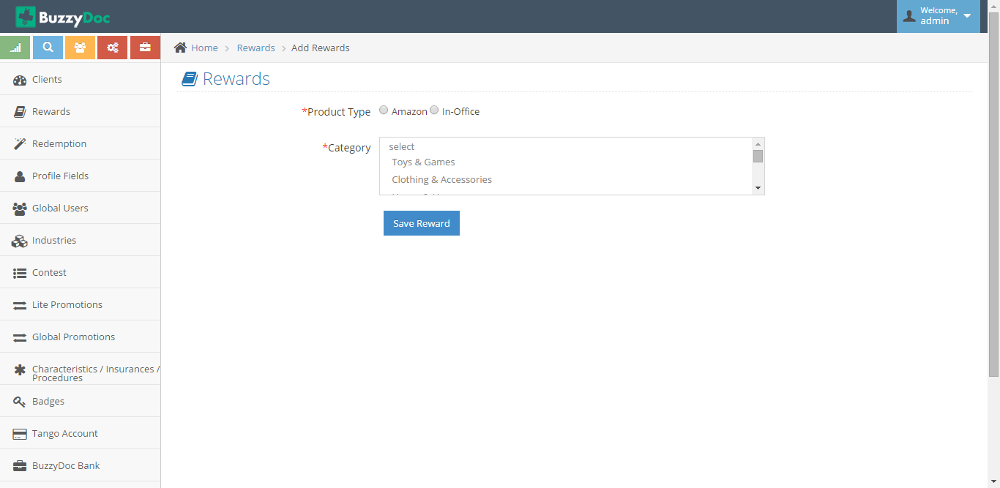 BuzzyDoc
Welcome,
admin
Home > Rewards > Add Rewards
Clients
Rewards
Redemption
Profile Fields
Global Users
Industries
Contest
Lite Promotions
Global Promotions
Characteristics / Insurances /
Procedures
Badges
Tango Account
BuzzyDoc Bank
Rewards
*Product Type Amazon In-Office
*Category
select
Toys & Games
Clothing & Accessories
Save Reward